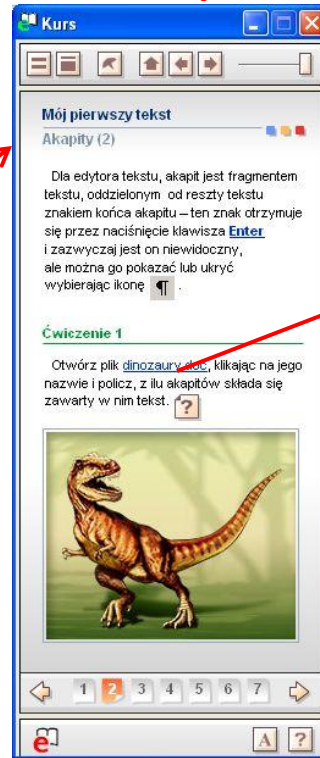 Kurs
Mój pierwszy tekst
Akapity (2)
Dla edytora tekstu, akapit jest fragmentem
tekstu, oddzielonym od reszty tekstu
znakiem końca akapitu – ten znak otrzymuje
się przez naciśnięcie klawisza Enter
i zazwyczaj jest on niewidoczny,
ale można go pokazać lub ukryć
wybierając ikonę ¶ .
Ćwiczenie 1
Otwórz plik dinozaury.doc, klikając na jego
nazwie i policz, z ilu akapitów składa się
zawarty w nim tekst. ?
1 2 3 4 5 6 7
e A ?